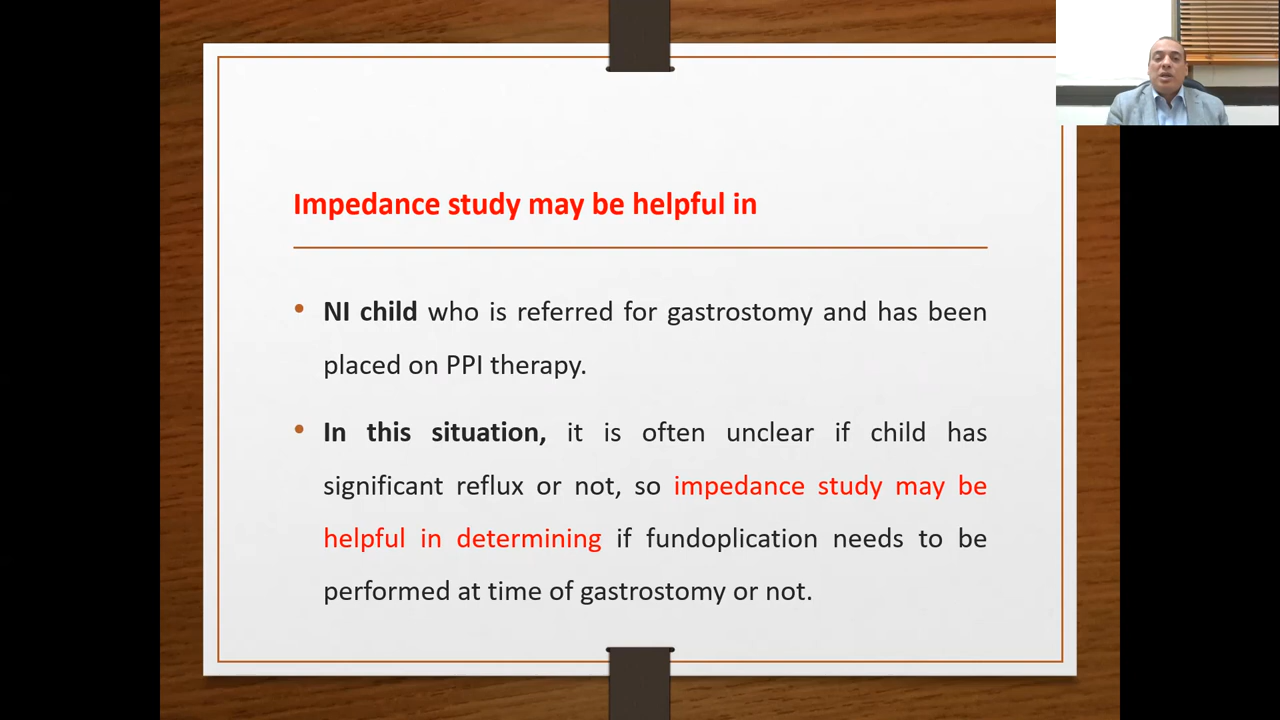 Impedance study may be helpful in
• NI child who is referred for gastrostomy and has been
placed on PPI therapy.
• In this situation, it is often unclear if child has
significant reflux or not, so impedance study may be
helpful in determining if fundoplication needs to be
performed at time of gastrostomy or not.